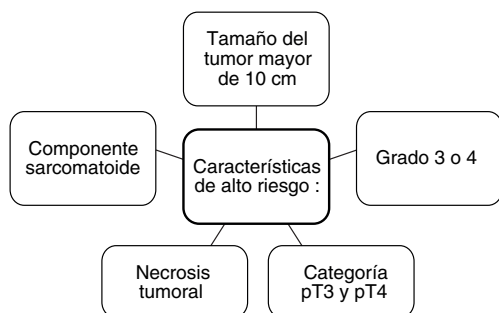 Tamaño del
tumor mayor
de 10 cm
Componente
sarcomatoide
Características
de alto riesgo :
Grado 3 o 4
Necrosis
tumoral
Categoría
pT3 y pT4